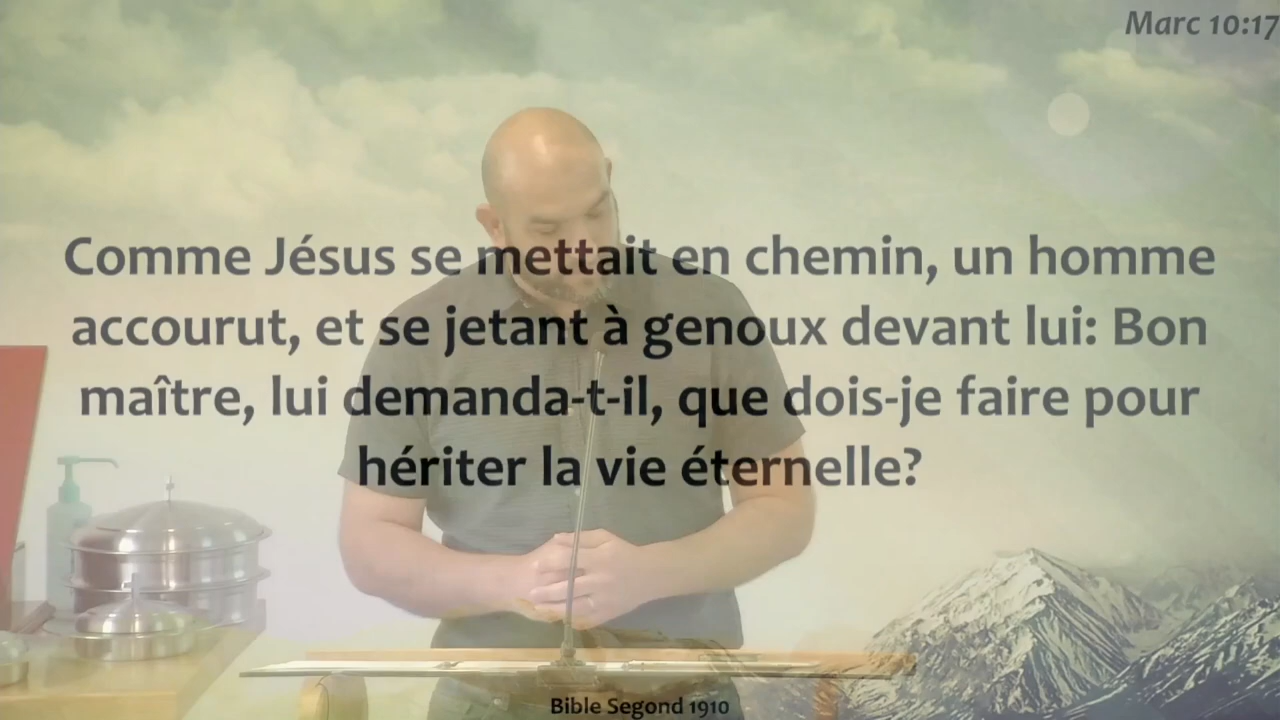 Marc 10:17
Comme Jésus se mettait en chemin, un homme
accourut, et se jetant à genoux devant lui: Bon
maître, lui demanda-t-il, que dois-je faire pour
hériter la vie éternelle?
Bible Segond 1910